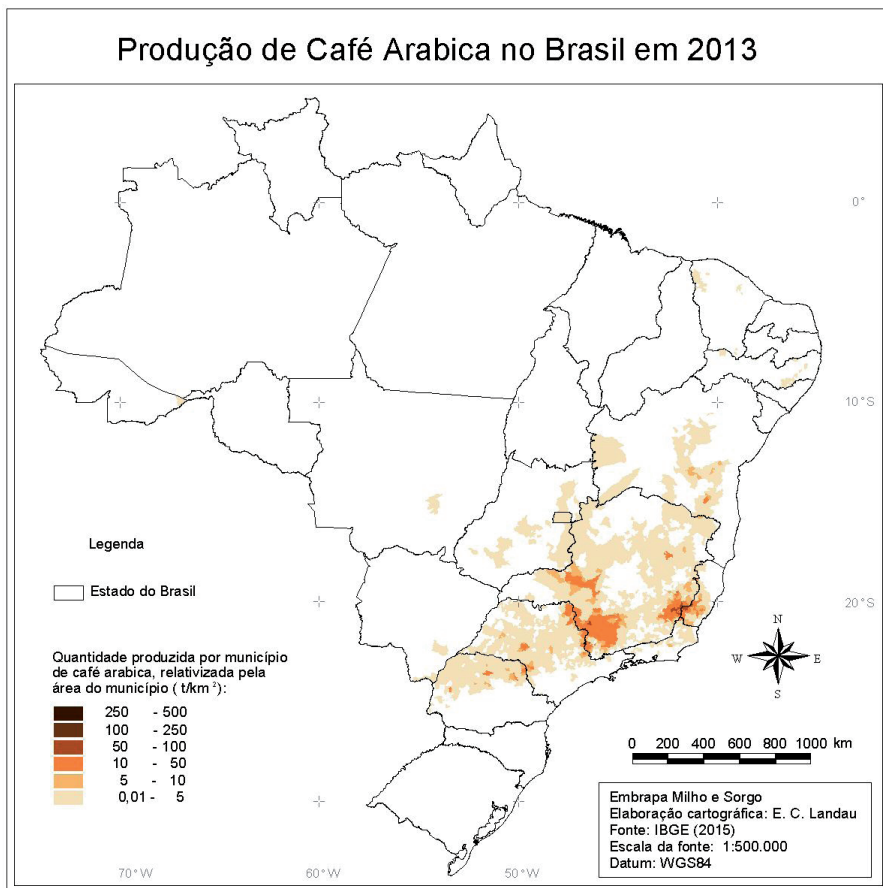 Produção de Café Arabica no Brasil em 2013
0°
10°S
20°S
Legenda
Estado do Brasil
Quantidade produzida por município
de café arabica, relativizada pela
área do município ( t/km²):
250 - 500
100 - 250
50 - 100
10 - 50
5 - 10
0,01 - 5
N
W E
S
0 200 400 600 800 1000 km
Embrapa Milho e Sorgo
Elaboração cartográfica: E. C. Landau
Fonte: IBGE (2015)
Escala da fonte: 1:500.000
Datum: WGS84
70°W 60°W 50°W 40°W